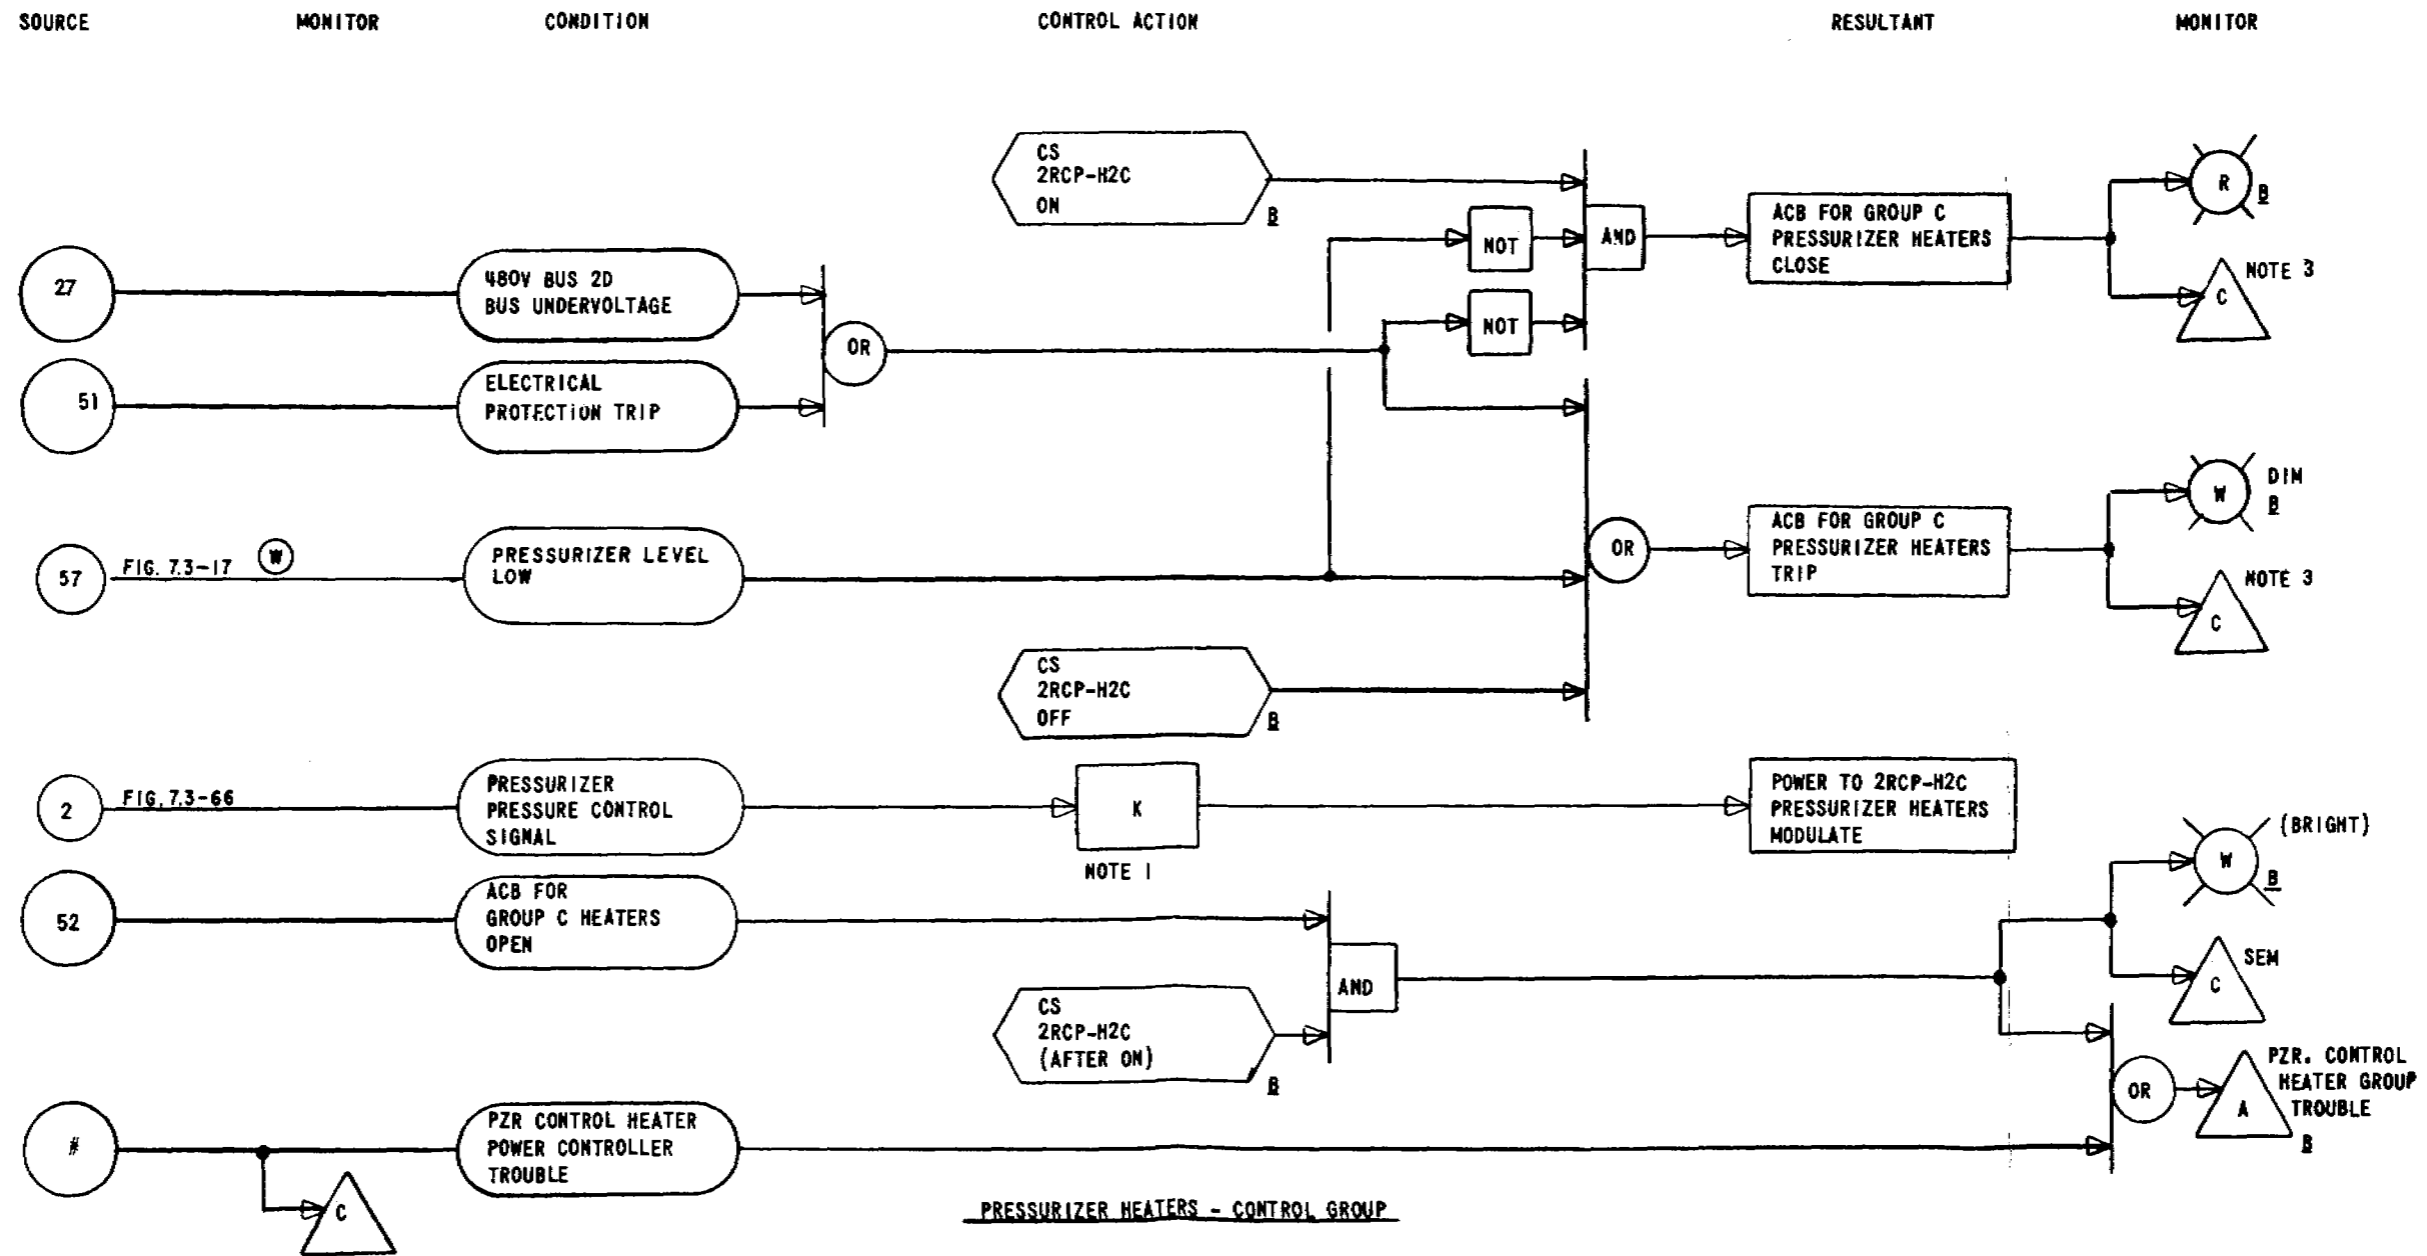 SOURCE MONITOR CONDITION CONTROL ACTION RESULTANT MONITOR
CS
2RCP-H2C
ON
B
NOT
AND
ACB FOR GROUP C
PRESSURIZER HEATERS
CLOSE
R
B
C
NOTE 3
27
480V BUS 2D
BUS UNDERVOLTAGE
OR
NOT
51
ELECTRICAL
PROTECTION TRIP
57
FIG. 7.3-17
W
PRESSURIZER LEVEL
LOW
OR
ACB FOR GROUP C
PRESSURIZER HEATERS
TRIP
W
DIM
B
C
NOTE 3
CS
2RCP-H2C
OFF
B
2
FIG. 7.3-66
PRESSURIZER
PRESSURE CONTROL
SIGNAL
K
NOTE 1
POWER TO 2RCP-H2C
PRESSURIZER HEATERS
MODULATE
52
ACB FOR
GROUP C HEATERS
OPEN
AND
CS
2RCP-H2C
(AFTER ON)
B
W
(BRIGHT)
B
C
SEM
#
C
PZR CONTROL HEATER
POWER CONTROLLER
TROUBLE
OR
A
PZR. CONTROL
HEATER GROUP
TROUBLE
B
PRESSURIZER HEATERS - CONTROL GROUP